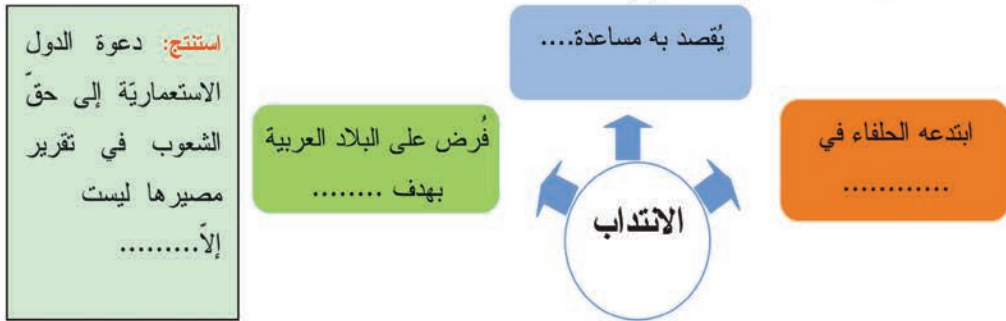 يُقصد به مساعدة....
ابتدعه الحلفاء في
............
الانتداب
فُرض على البلاد العربية
بهدف ........
استنتج: دعوة الدول
الاستعماريّة إلى حقّ
الشعوب في تقرير
مصيرها ليست
إلاّ.........